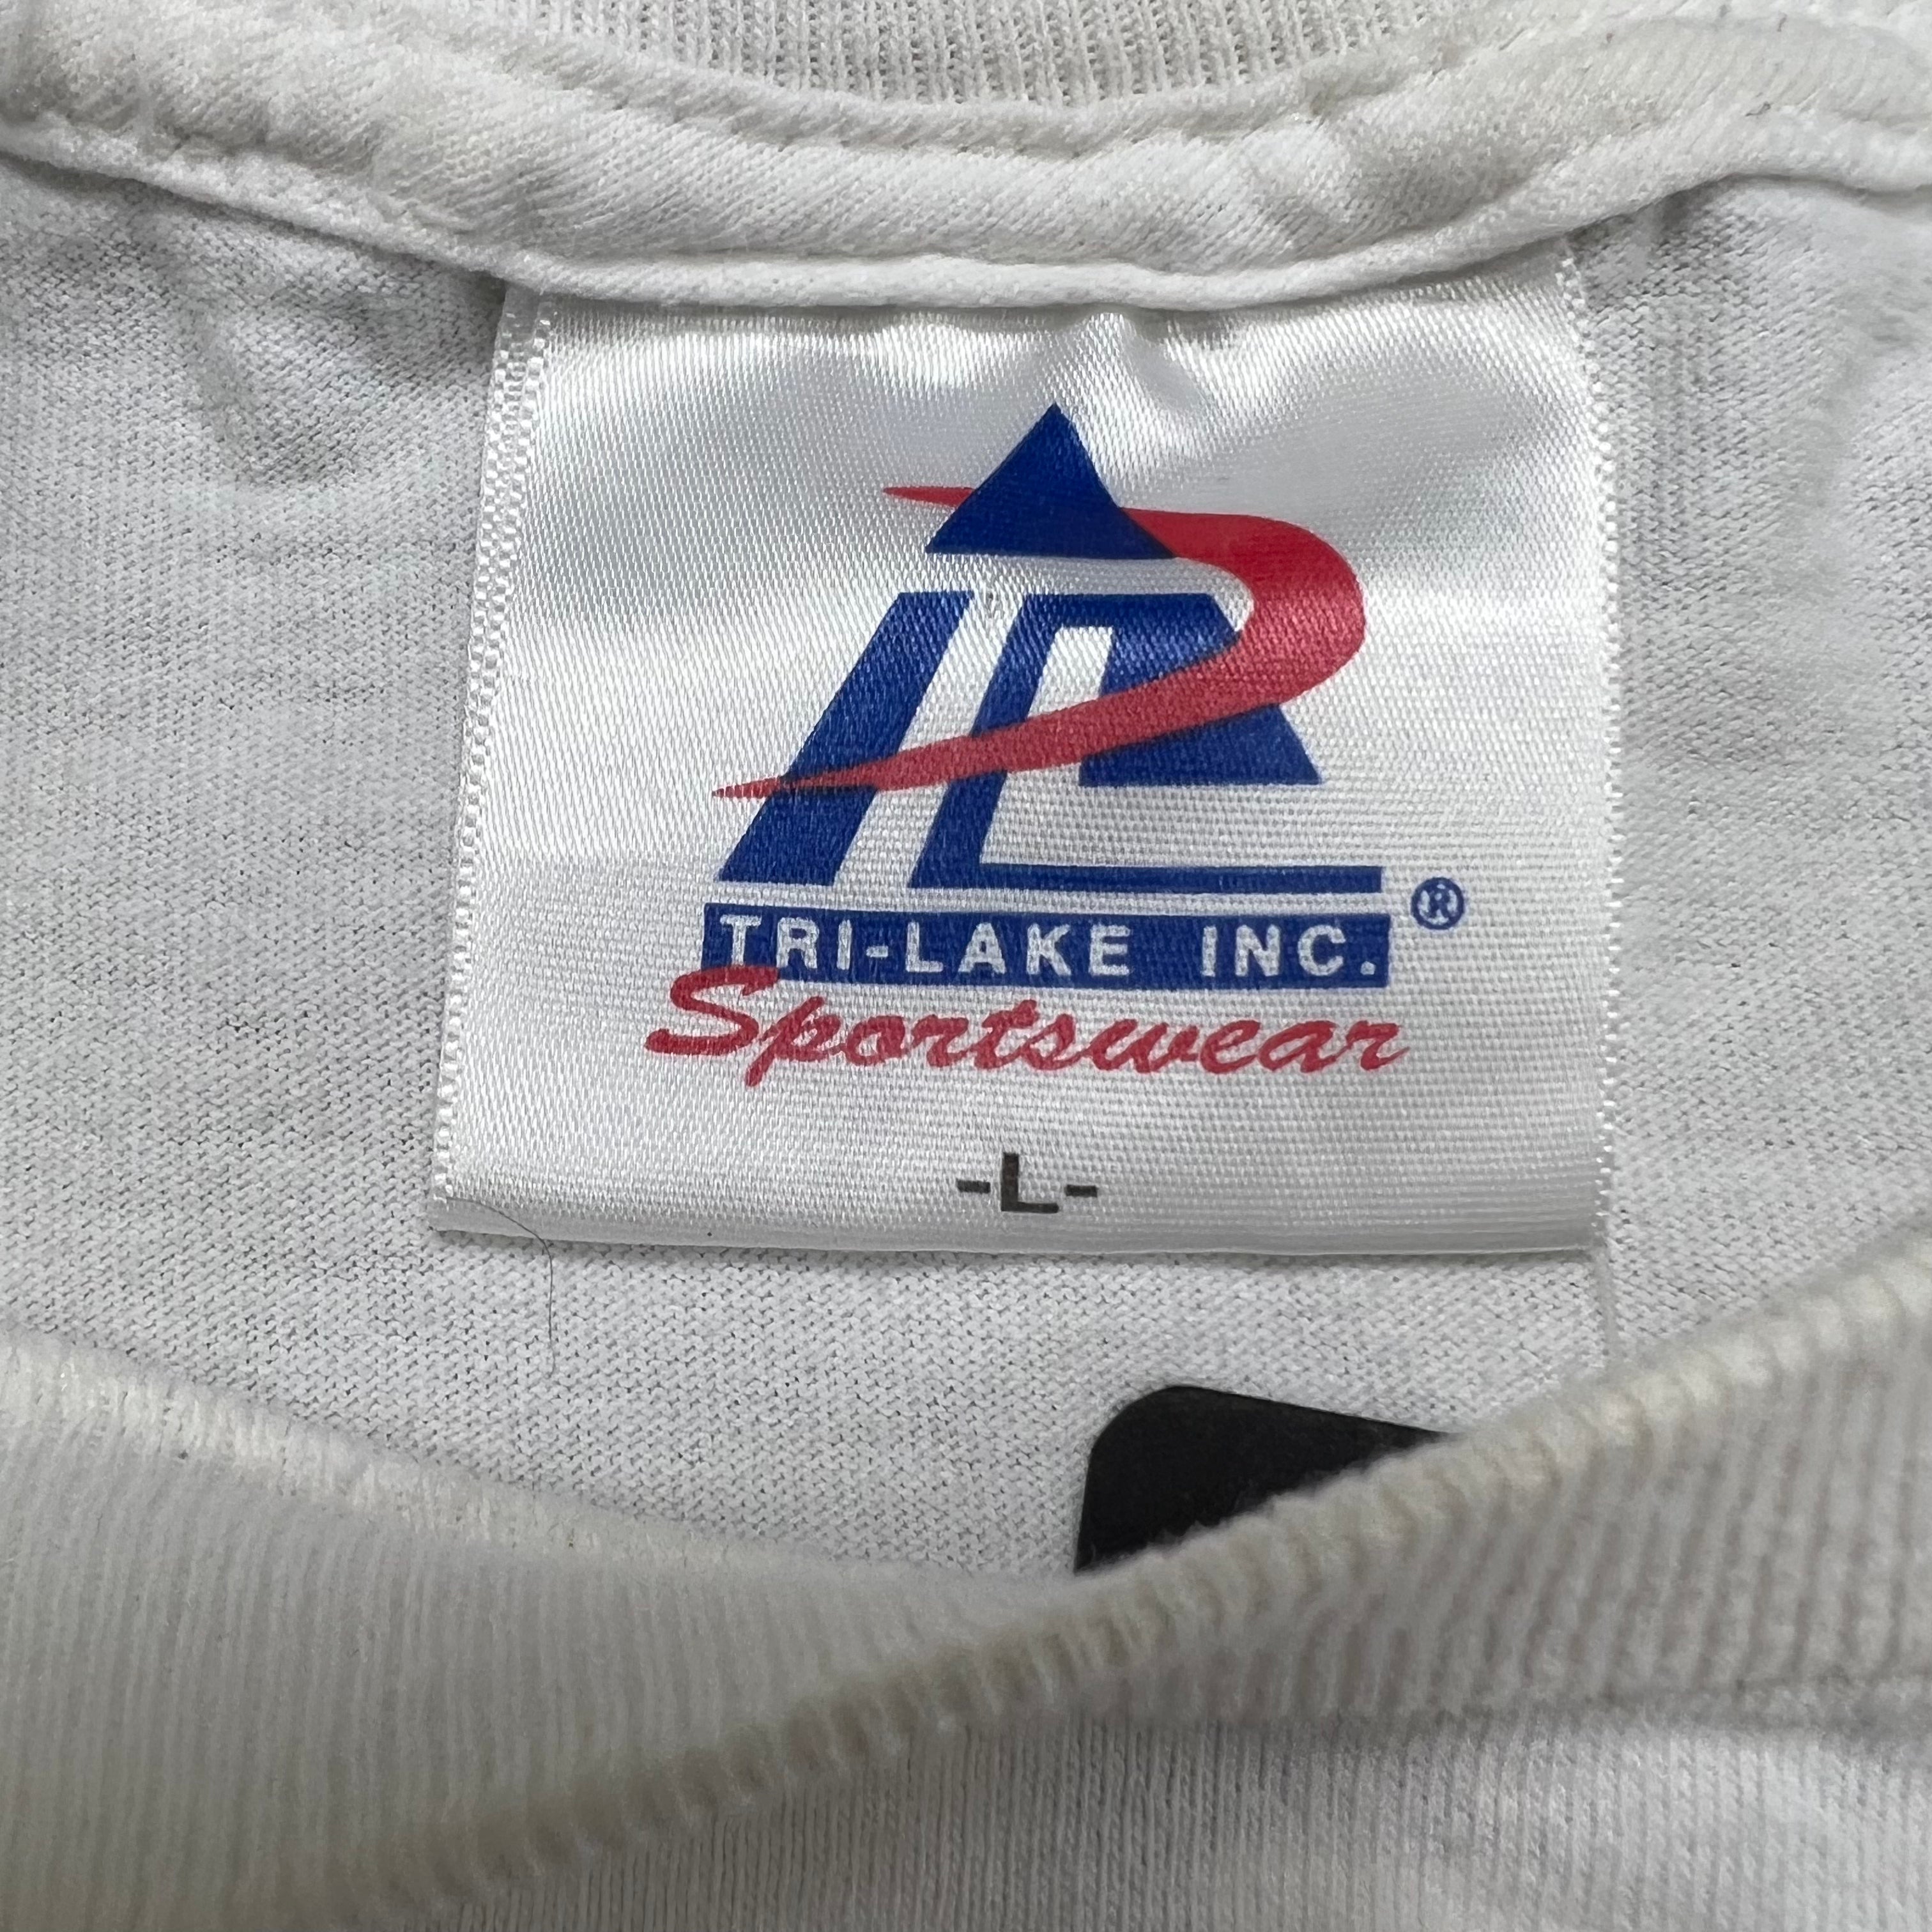 TRI-LAKE INC. ®
Sportswear
-L-